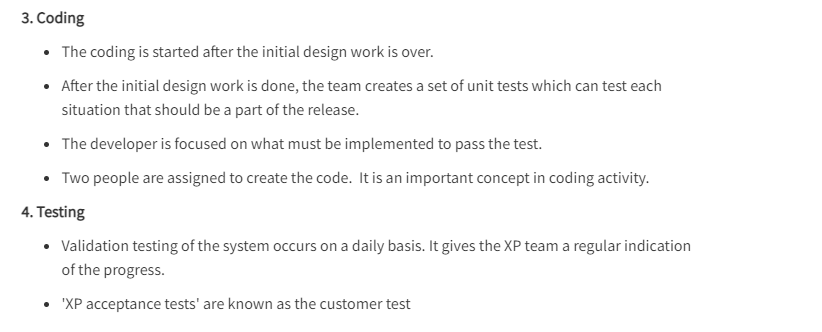 3. Coding
• The coding is started after the initial design work is over.
• After the initial design work is done, the team creates a set of unit tests which can test each
situation that should be a part of the release.
• The developer is focused on what must be implemented to pass the test.
• Two people are assigned to create the code.  It is an important concept in coding activity.
4. Testing
• Validation testing of the system occurs on a daily basis. It gives the XP team a regular indication
of the progress.
• 'XP acceptance tests' are known as the customer test